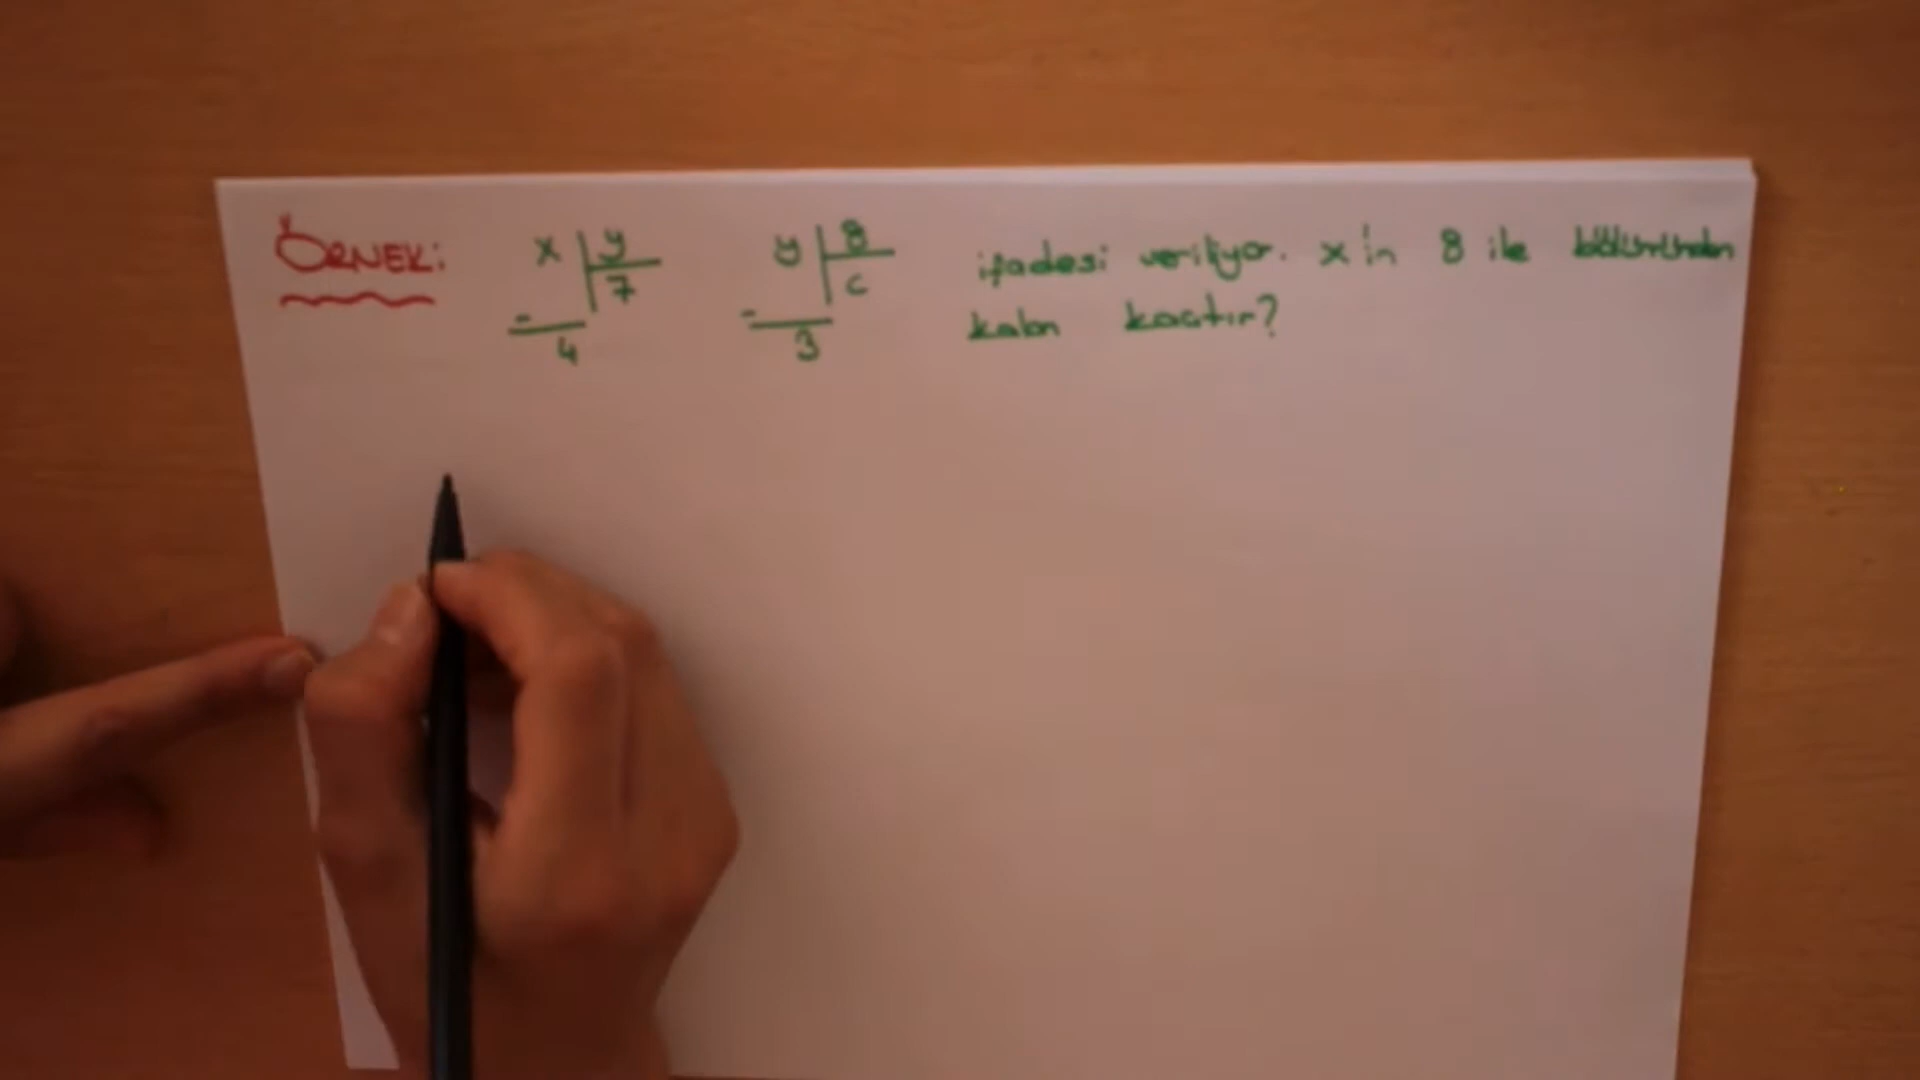 ÖRNEK: x | y   y | 8   ifadesi veriliyor. x'in 8 ile bölümünden
7   c   kalan kaçtır?
- 4   - 3